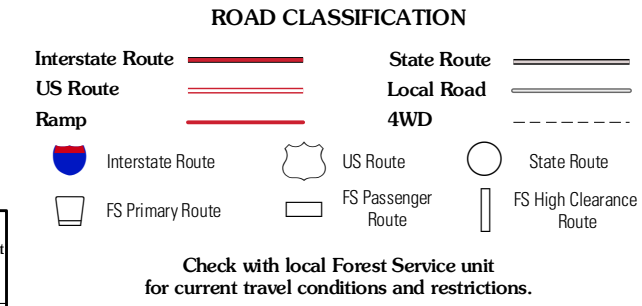 ROAD CLASSIFICATION
Interstate Route
State Route
US Route
Local Road
Ramp
4WD
Interstate Route
US Route
State Route
FS Primary Route
FS Passenger
Route
FS High Clearance
Route
t
Check with local Forest Service unit
for current travel conditions and restrictions.